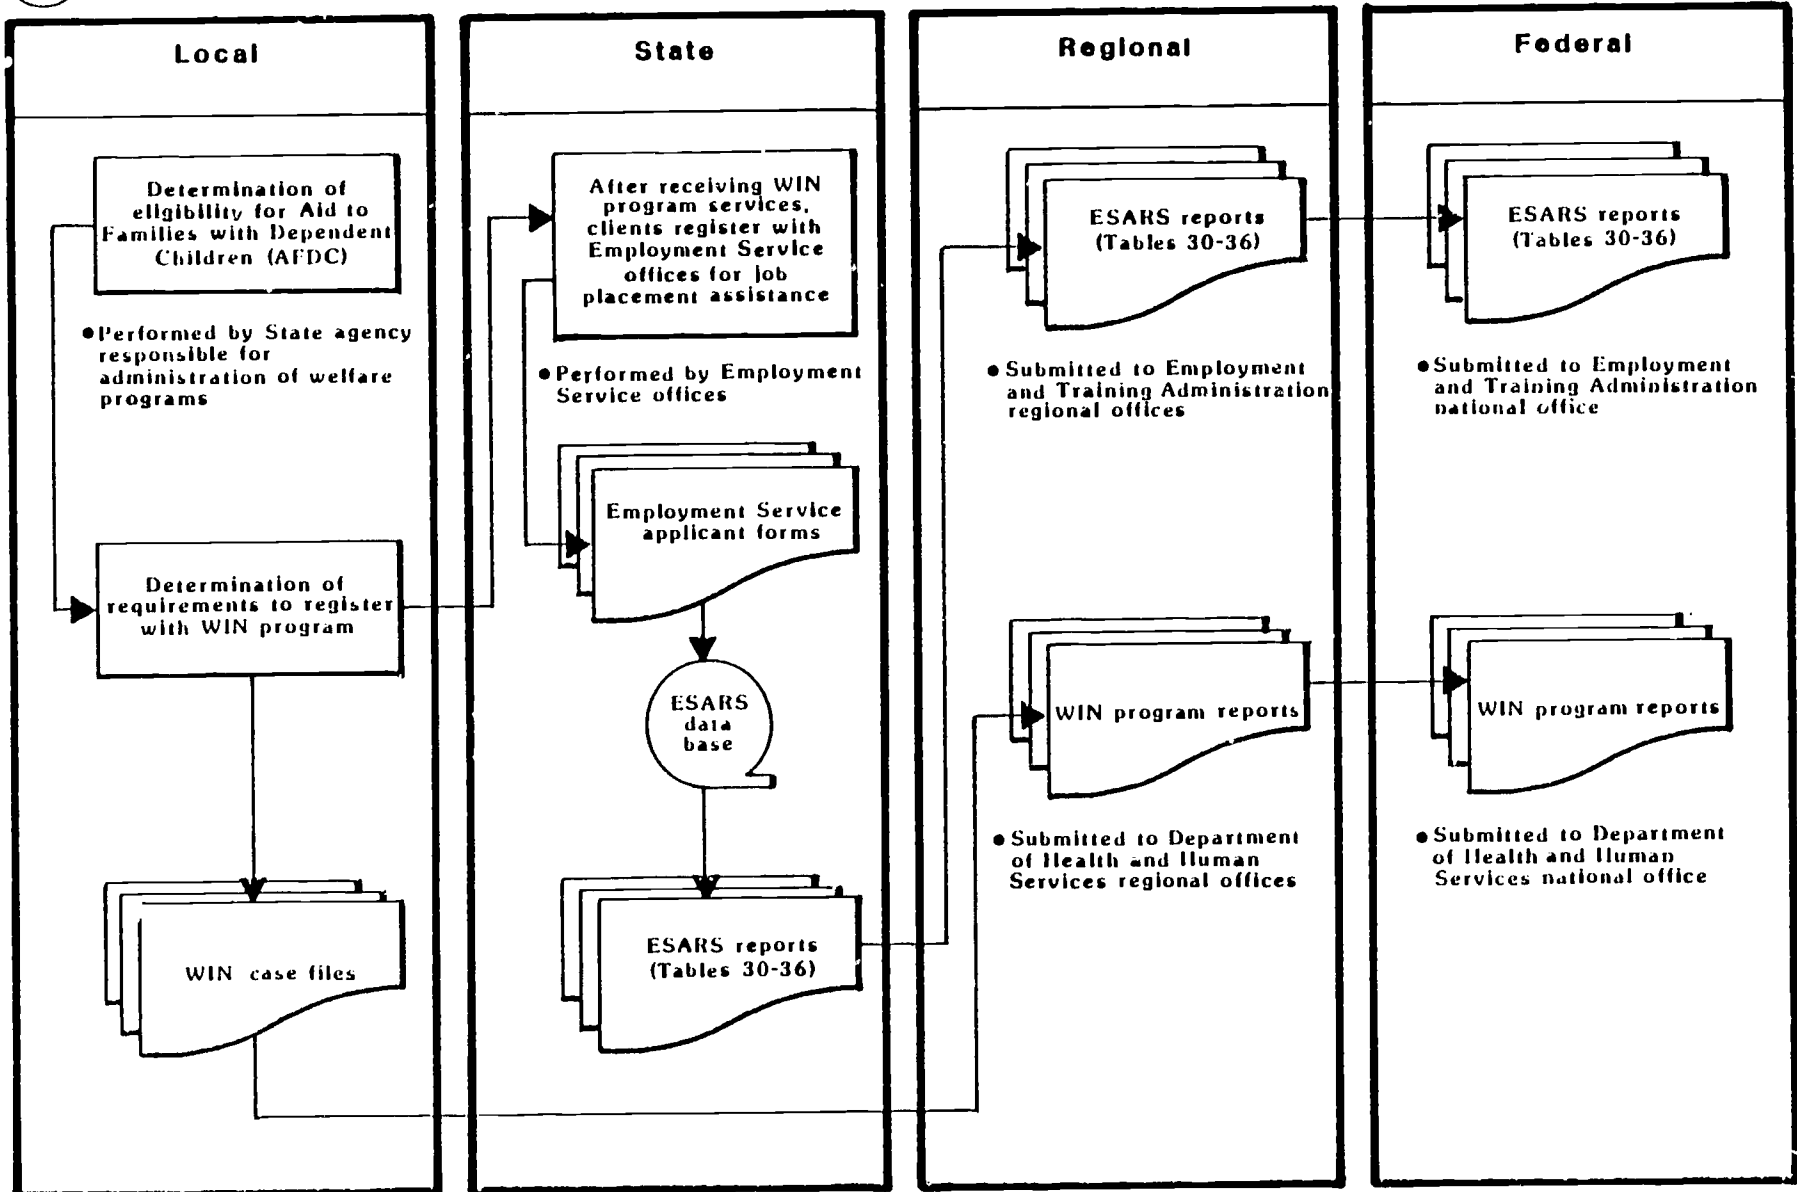 Local
Determination of
eligibility for Aid to
Families with Dependent
Children (AFDC)
●Performed by State agency
responsible for
administration of welfare
programs
Determination of
requirements to register
with WIN program
WIN case files
State
After receiving WIN
program services,
clients register with
Employment Service
offices for job
placement assistance
●Performed by Employment
Service offices
Employment Service
applicant forms
ESARS
data
base
ESARS reports
(Tables 30-36)
Regional
ESARS reports
(Tables 30-36)
●Submitted to Employment
and Training Administration
regional offices
WIN program reports
●Submitted to Department
of Health and Human
Services regional offices
Federal
ESARS reports
(Tables 30-36)
●Submitted to Employment
and Training Administration
national office
WIN program reports
●Submitted to Department
of Health and Human
Services national office